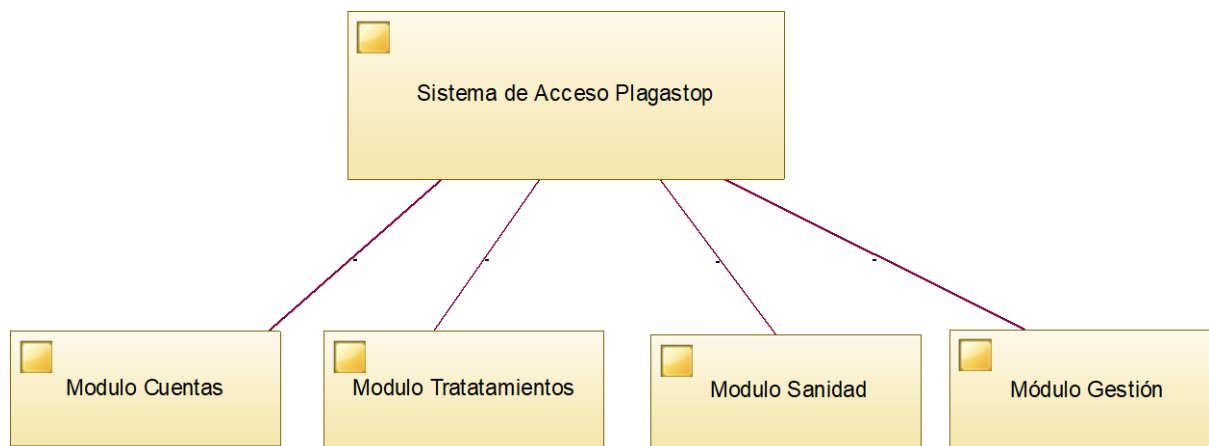 Sistema de Acceso Plagastop
Modulo Cuentas
Modulo Tratatamientos
Modulo Sanidad
Módulo Gestión